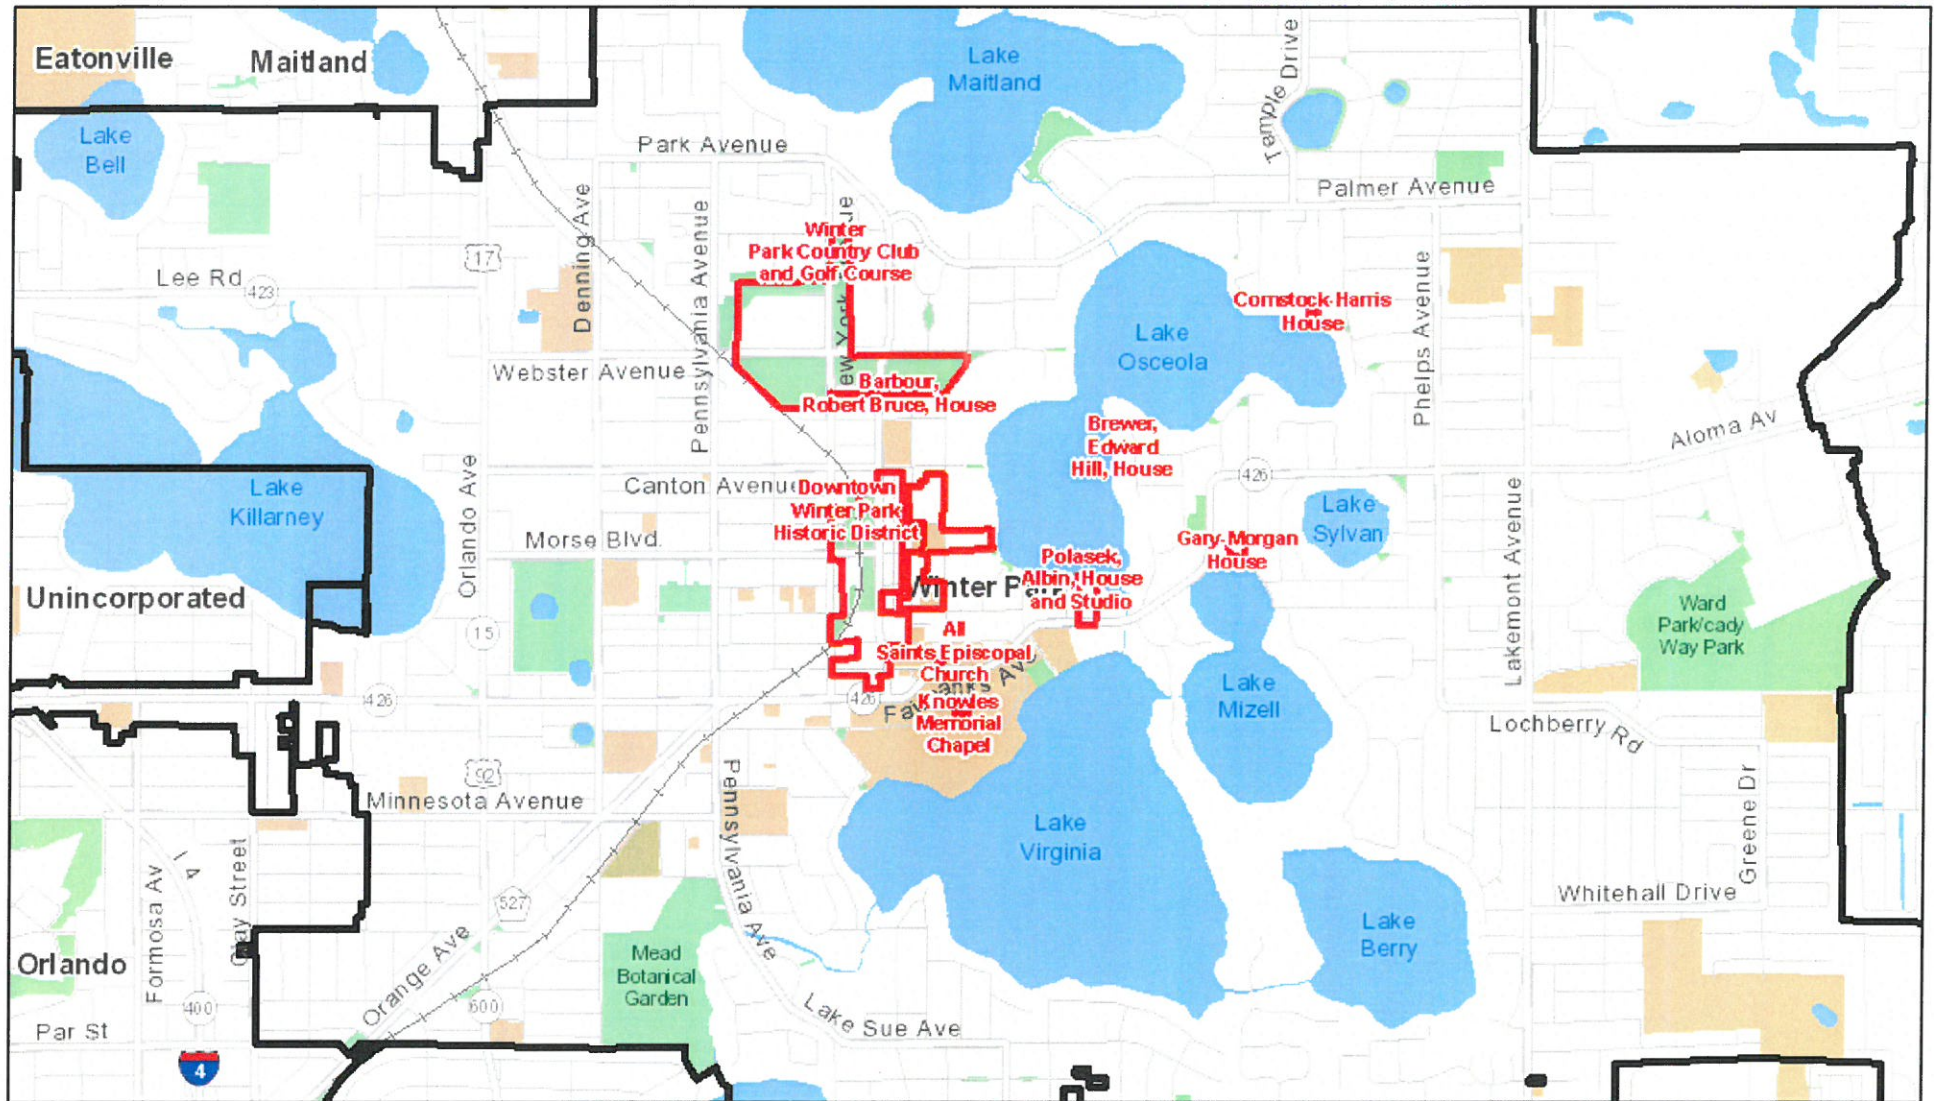 Eatonville
Maitland
Lake
Maitland
Temple Drive
Lake
Bell
Park Avenue
Palmer Avenue
Denning Ave
Pennsylvania Avenue
Winter
Park Country Club
and Golf Course
17
Lee Rd
423
Comstock-Harris
House
Phelps Avenue
Lake
Osceola
Webster Avenue
Barbour,
Robert Bruce, House
Brewer,
Edward
Hill, House
Aloma Av
426
Canton Avenue
Downtown
Winter Park
Historic District
Lake
Killarney
Orlando Ave
Morse Blvd.
Lake
Sylvan
Gary-Morgan
House
Lakemont Avenue
Polasek,
Albin, House
and Studio
Unincorporated
15
Ward
Park/cady
Way Park
All
Saints Episcopal
Church
426
426
Knowles
Memorial
Chapel
Lake
Mizell
Lochberry Rd
92
Minnesota Avenue
Pennsylvania Ave
Lake
Virginia
Greene Dr
I 4
Formosa Av
Whitehall Drive
527
Orange Ave
Lake
Berry
Orlando
Mead
Botanical
Garden
400
600
Par St
Lake Sue Ave
4